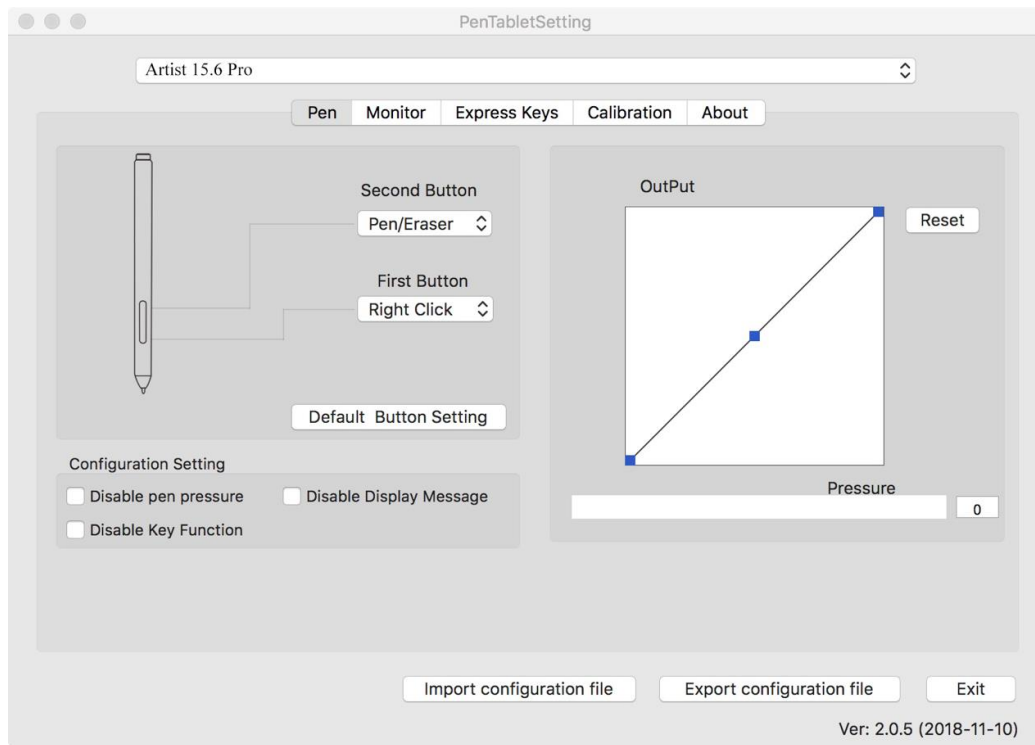 PenTabletSetting
Artist 15.6 Pro
Pen Monitor Express Keys Calibration About
Second Button
Pen/Eraser
First Button
Right Click
Default Button Setting
OutPut
Reset
Pressure
0
Configuration Setting
Disable pen pressure Disable Display Message
Disable Key Function
Import configuration file Export configuration file Exit
Ver: 2.0.5 (2018-11-10)